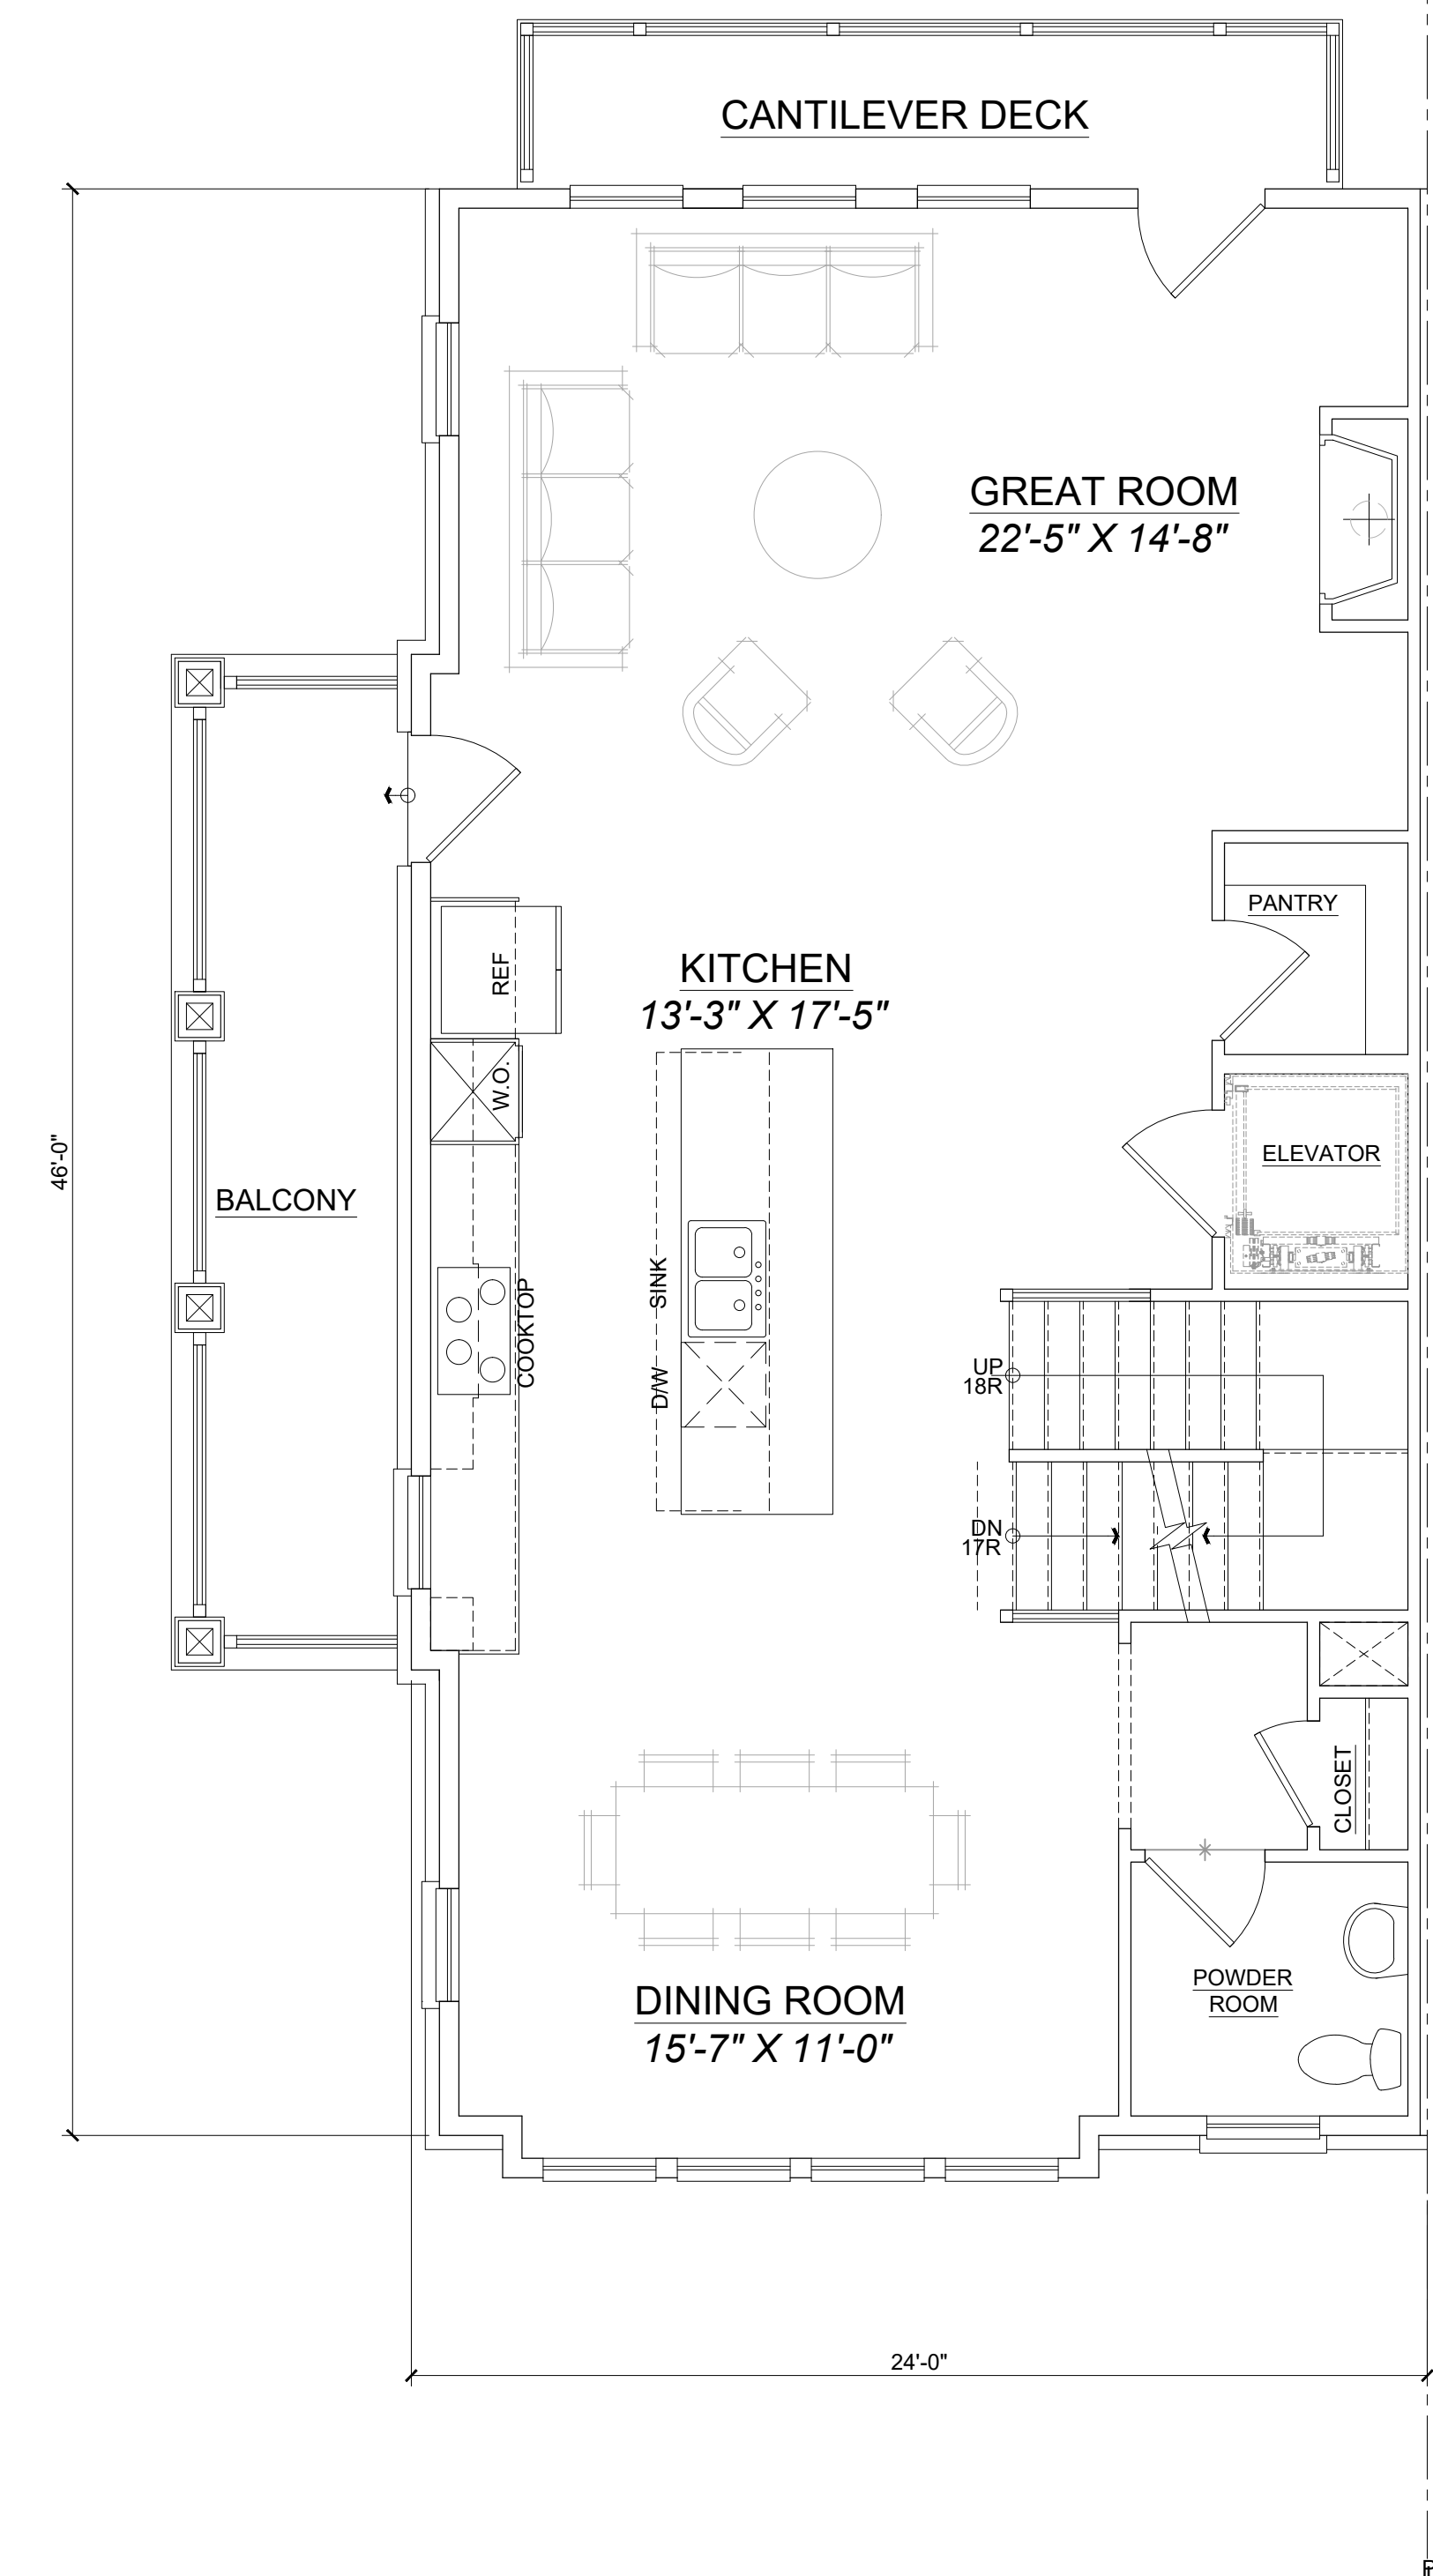 CANTILEVER DECK
GREAT ROOM
22'-5" X 14'-8"
PANTRY
REF
KITCHEN
13'-3" X 17'-5"
W.O.
ELEVATOR
46'-0"
BALCONY
SINK
COOKTOP
D/W
UP
18R
DN
17R
CLOSET
POWDER
ROOM
DINING ROOM
15'-7" X 11'-0"
24'-0"